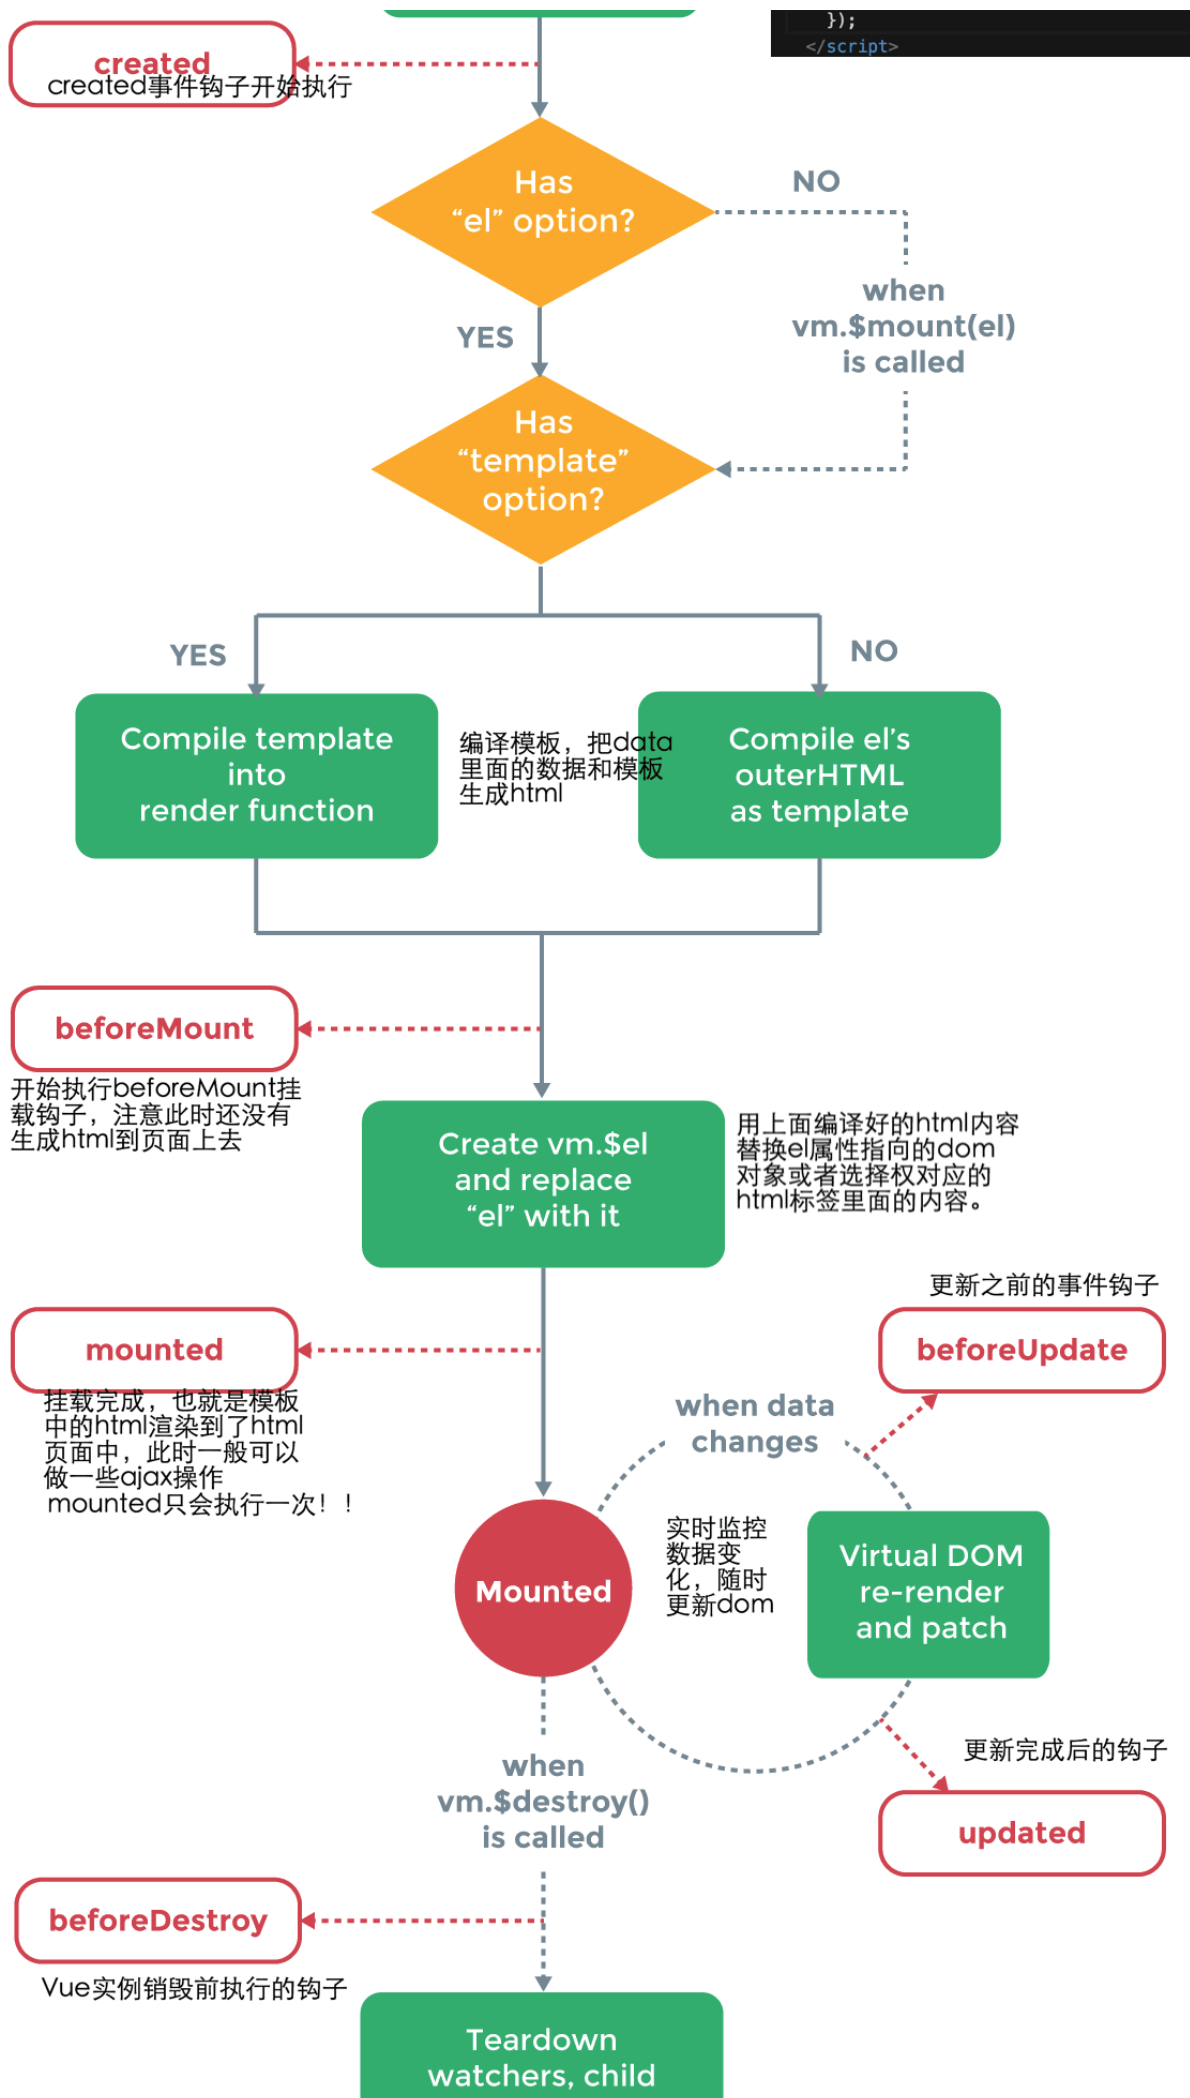 });
</script>
created
created事件钩子开始执行
Has
“el” option?
NO
when
vm.$mount(el)
is called
YES
Has
“template”
option?
YES
NO
Compile template
into
render function
编译模板，把data
里面的数据和模板
生成html
Compile el’s
outerHTML
as template
beforeMount
开始执行beforeMount挂
载钩子，注意此时还没有
生成html到页面上去
Create vm.$el
and replace
“el” with it
用上面编译好的html内容
替换el属性指向的dom
对象或者选择权对应的
html标签里面的内容。
更新之前的事件钩子
mounted
beforeUpdate
挂载完成，也就是模板
中的html渲染到了html
页面中，此时一般可以
做一些ajax操作
mounted只会执行一次！！
when data
changes
实时监控
数据变
化，随时
更新dom
Virtual DOM
re-render
and patch
Mounted
更新完成后的钩子
when
vm.$destroy()
is called
updated
beforeDestroy
Vue实例销毁前执行的钩子
Teardown
watchers, child